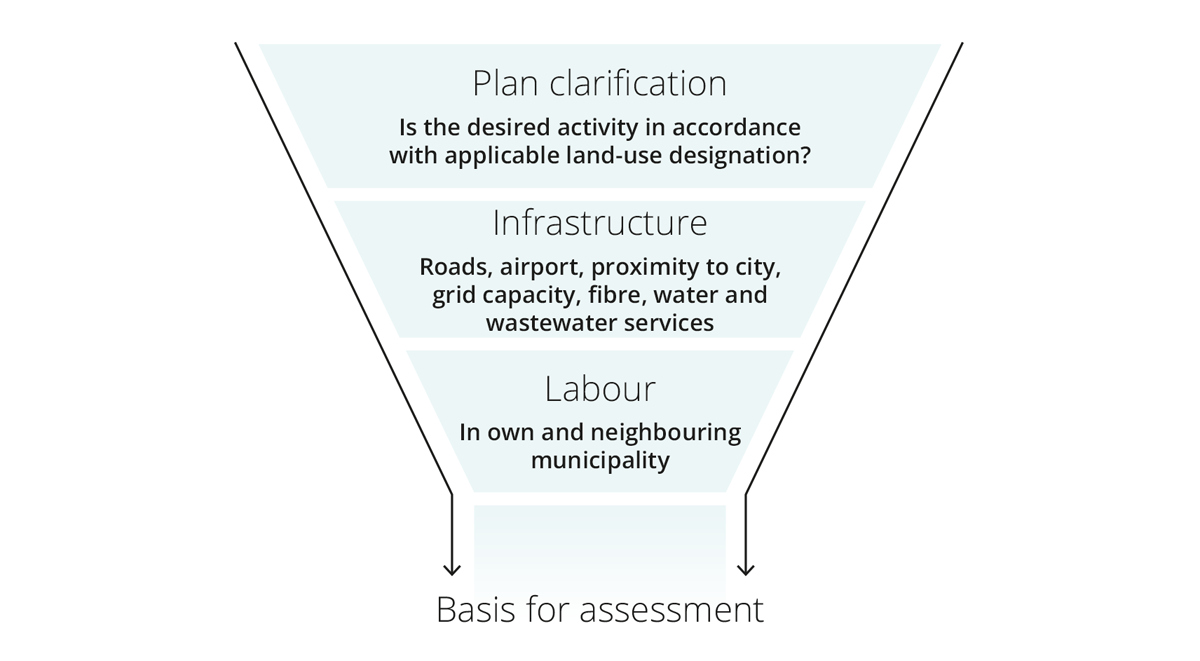 Plan clarification
Is the desired activity in accordance
with applicable land-use designation?
Infrastructure
Roads, airport, proximity to city,
grid capacity, fibre, water and
wastewater services
Labour
In own and neighbouring
municipality
Basis for assessment